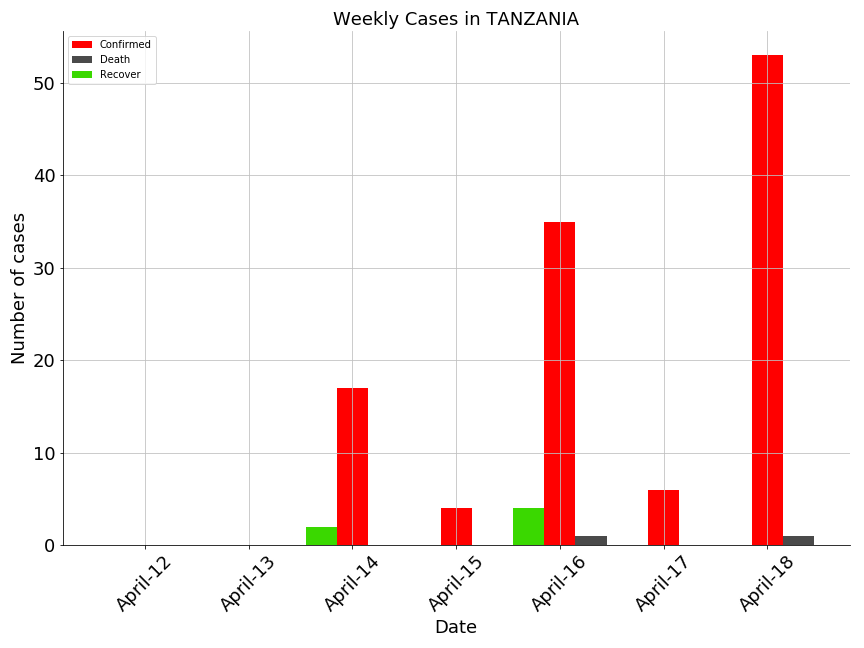 Weekly Cases in TANZANIA
Confirmed
Death
Recover
Number of cases
50
40
30
20
10
0
April-12
April-13
April-14
April-15
April-16
April-17
April-18
Date